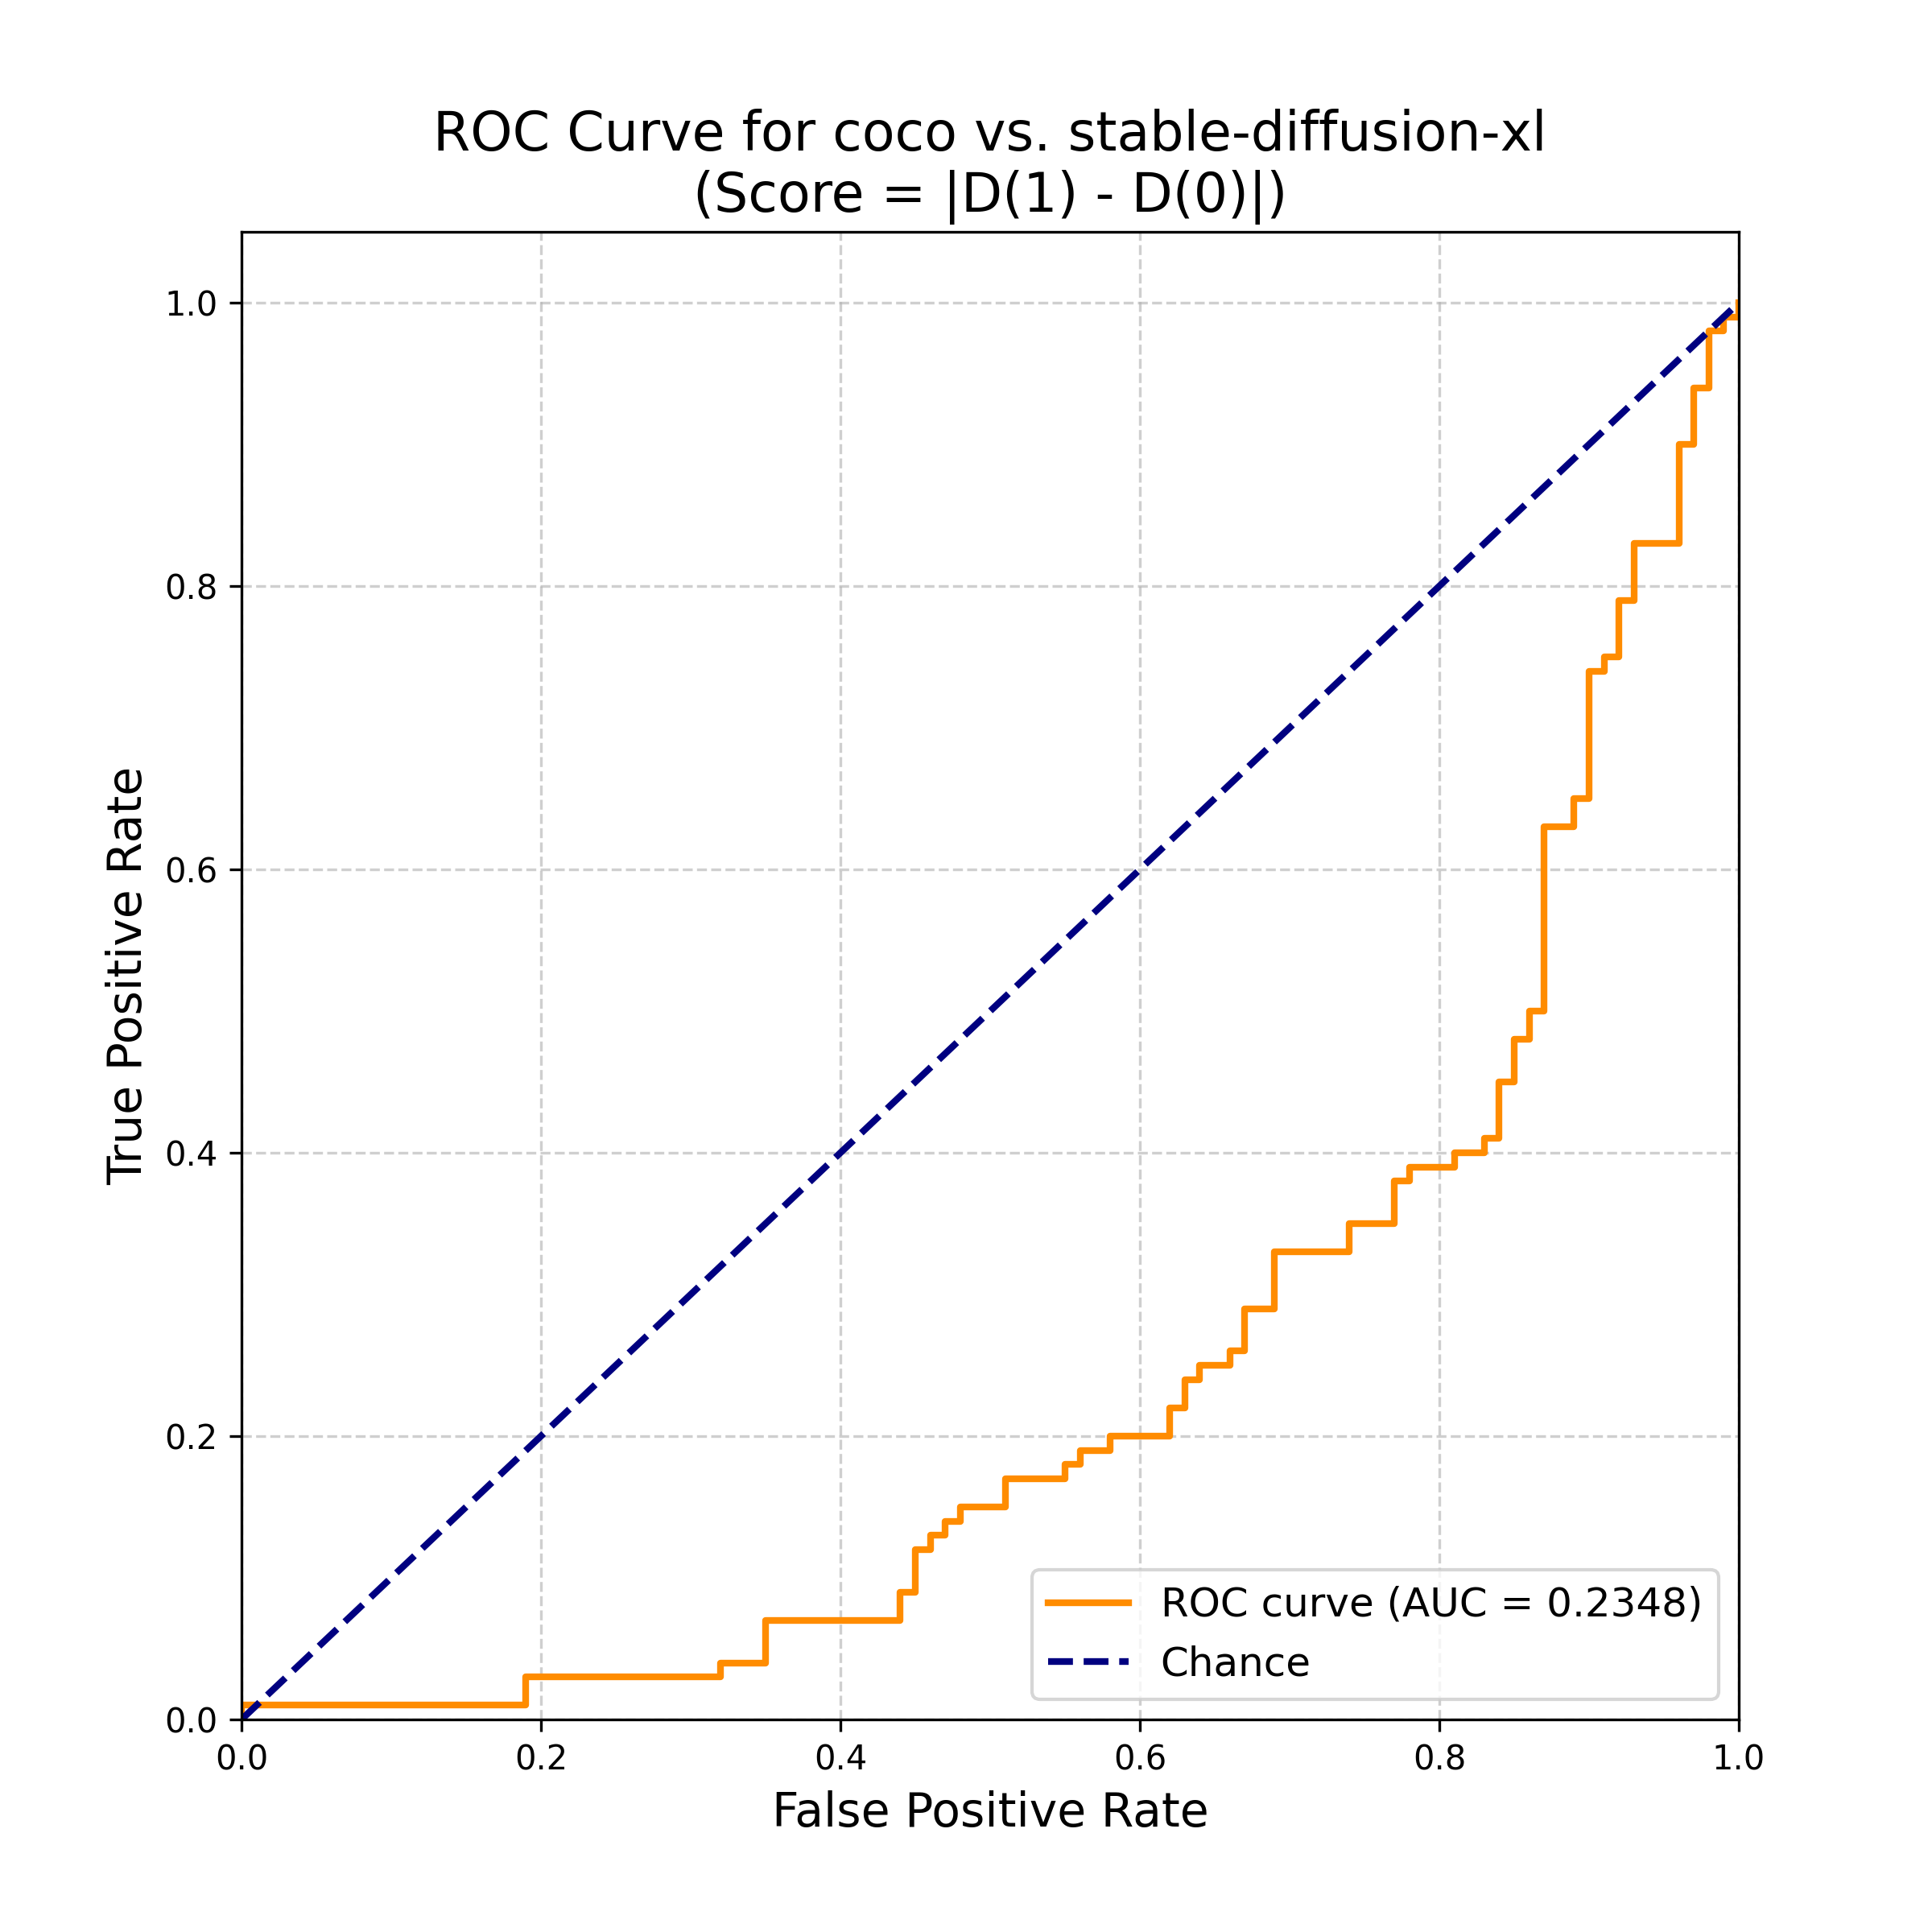 ROC Curve for coco vs. stable-diffusion-xl
(Score = |D(1) - D(0)|)
True Positive Rate
1.0
0.8
0.6
0.4
0.2
0.0
ROC curve (AUC = 0.2348)
Chance
0.0 0.2 0.4 0.6 0.8 1.0
False Positive Rate